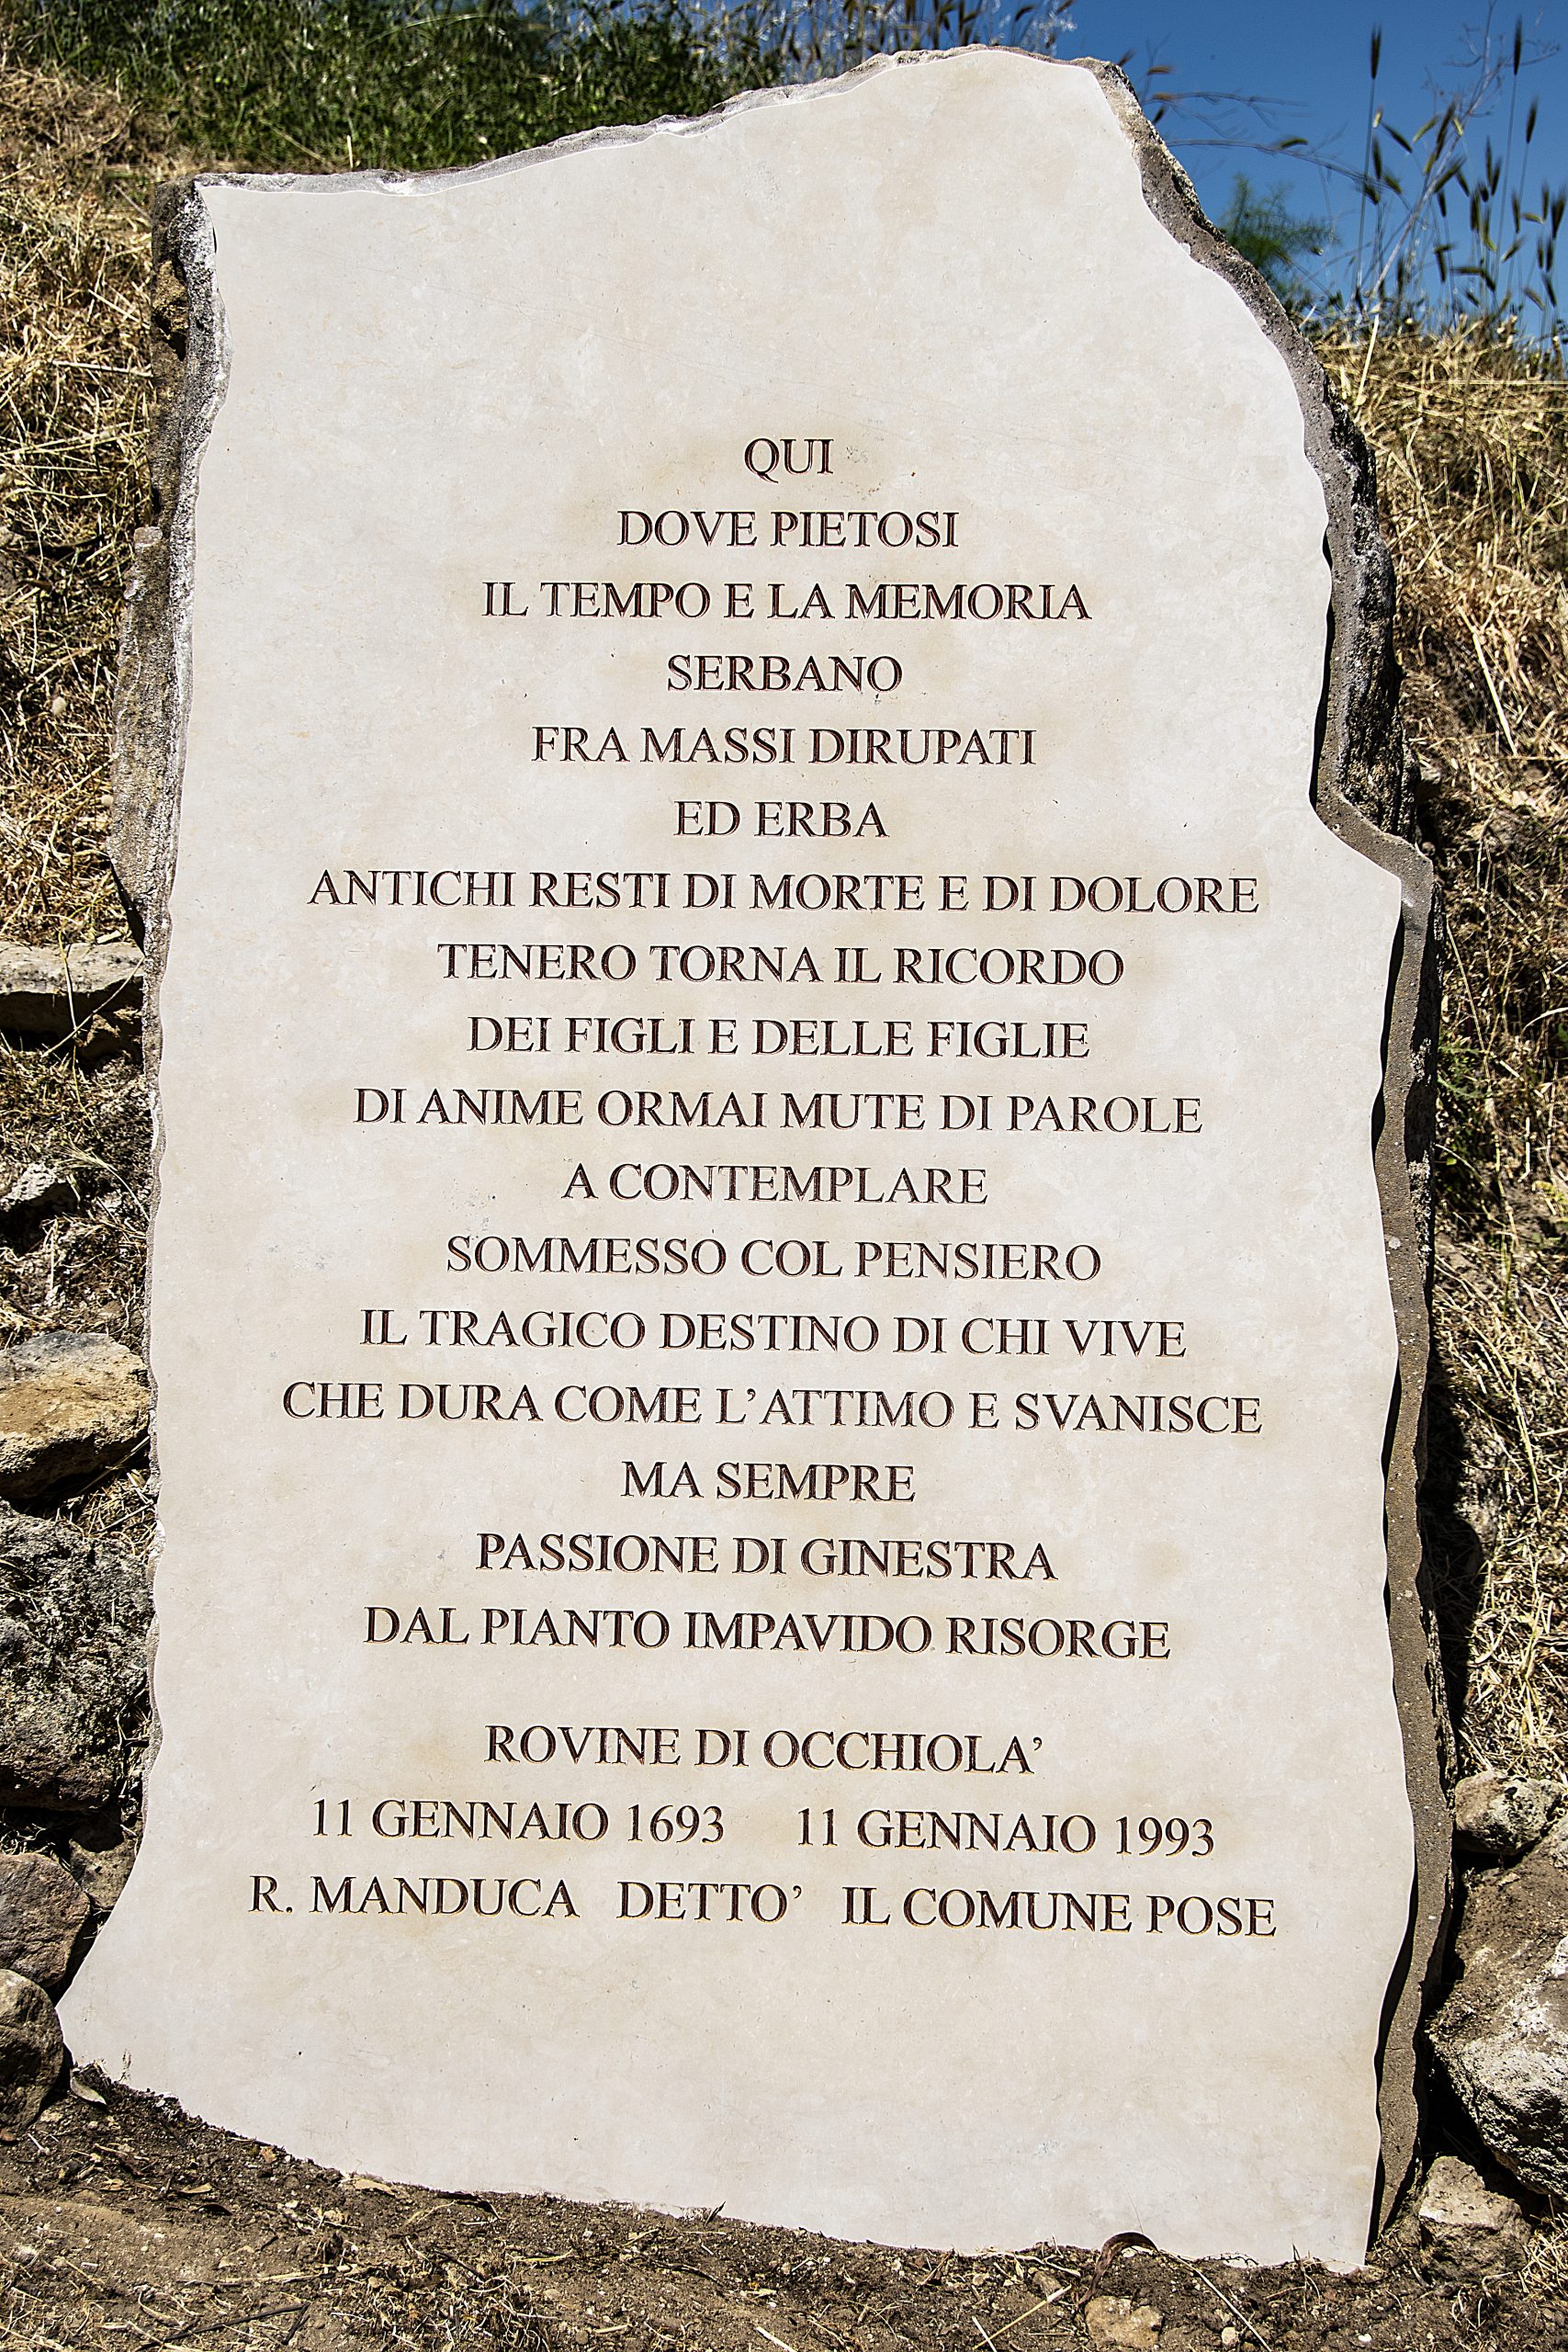 QUI
DOVE PIETOSI
IL TEMPO E LA MEMORIA
SERBANO
FRA MASSI DIRUPATI
ED ERBA
ANTICHI RESTI DI MORTE E DI DOLORE
TENERO TORNA IL RICORDO
DEI FIGLI E DELLE FIGLIE
DI ANIME ORMAI MUTE DI PAROLE
A CONTEMPLARE
SOMMESSO COL PENSIERO
IL TRAGICO DESTINO DI CHI VIVE
CHE DURA COME L'ATTIMO E SVANISCE
MA SEMPRE
PASSIONE DI GINESTRA
DAL PIANTO IMPAVIDO RISORGE
ROVINE DI OCCHIOLA'
11 GENNAIO 1693 11 GENNAIO 1993
R. MANDUCA DETTO' IL COMUNE POSE